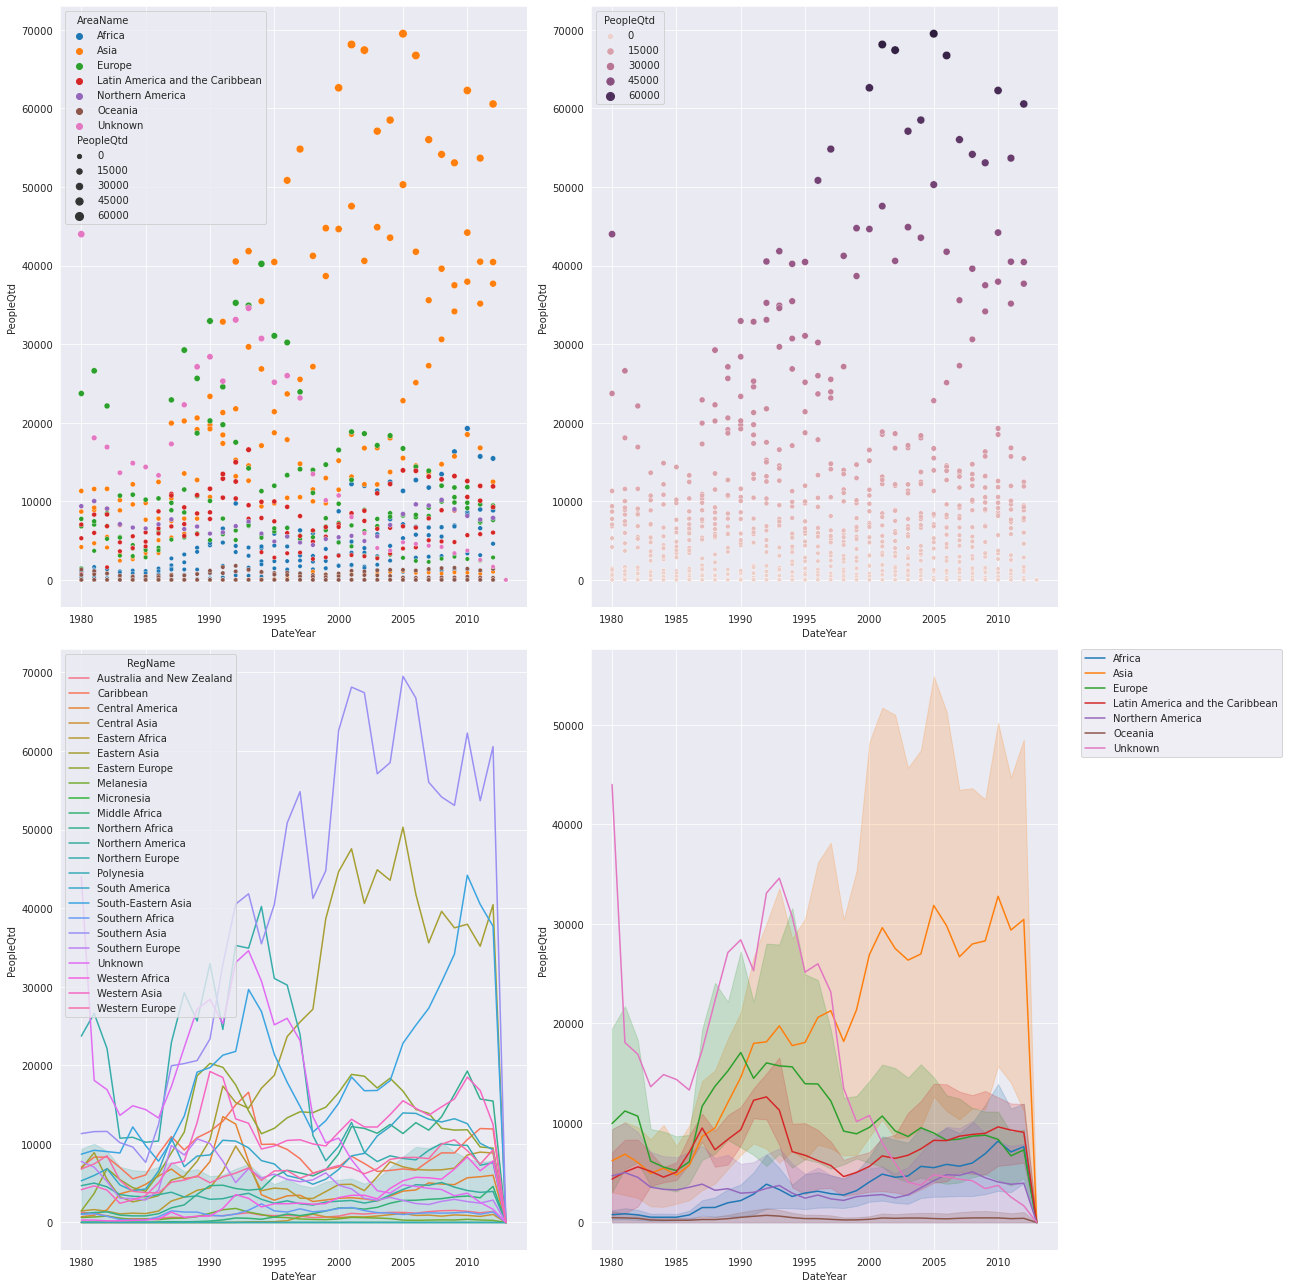 AreaName
Africa
Asia
Europe
Latin America and the Caribbean
Northern America
Oceania
Unknown
PeopleQtd
0
15000
30000
45000
60000
70000
60000
50000
40000
30000
20000
10000
0
PeopleQtd
1980
1985
1990
1995
2000
2005
2010
DateYear
PeopleQtd
0
15000
30000
45000
60000
70000
60000
50000
40000
30000
20000
10000
0
PeopleQtd
1980
1985
1990
1995
2000
2005
2010
DateYear
RegName
Australia and New Zealand
Caribbean
Central America
Central Asia
Eastern Africa
Eastern Asia
Eastern Europe
Melanesia
Micronesia
Middle Africa
Northern Africa
Northern America
Northern Europe
Polynesia
South America
South-Eastern Asia
Southern Africa
Southern Asia
Southern Europe
Unknown
Western Africa
Western Asia
Western Europe
70000
60000
50000
40000
30000
20000
10000
0
PeopleQtd
1980
1985
1990
1995
2000
2005
2010
DateYear
50000
40000
30000
20000
10000
0
PeopleQtd
1980
1985
1990
1995
2000
2005
2010
DateYear
Africa
Asia
Europe
Latin America and the Caribbean
Northern America
Oceania
Unknown